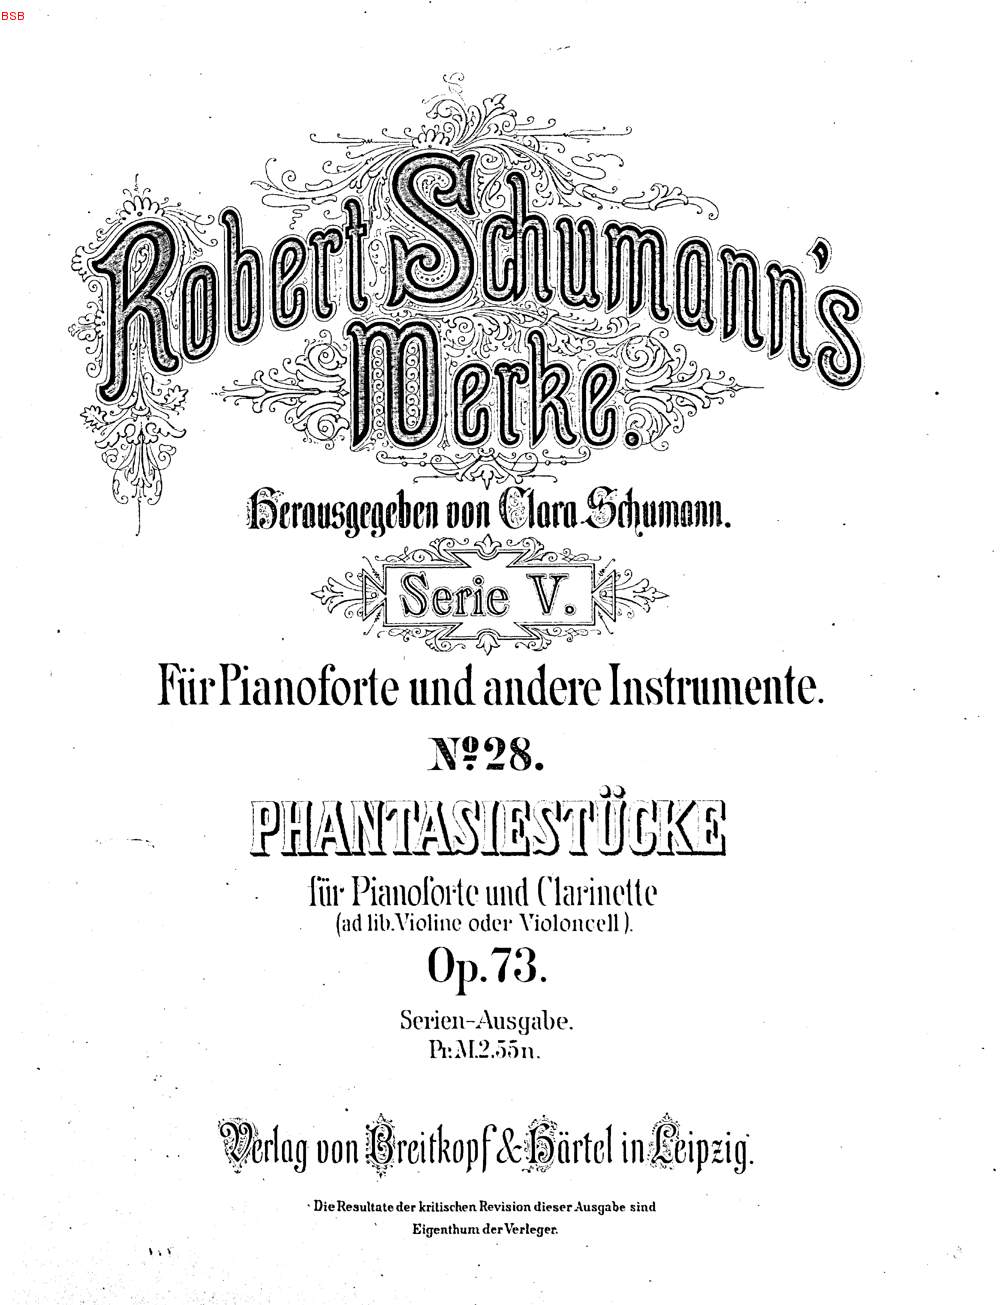 BSB
Robert Schumann's
Werke.
Herausgegeben von Clara Schumann.
Serie V.
Für Pianoforte und andere Instrumente.
No. 28.
PHANTASIESTÜCKE
für Pianoforte und Clarinette
(ad lib. Violine oder Violoncell).
Op. 73.
Serien-Ausgabe.
Pr. M. 2.55 n.
Verlag von Breitkopf & Härtel in Leipzig.
Die Resultate der kritischen Revision dieser Ausgabe sind
Eigenthum der Verleger.